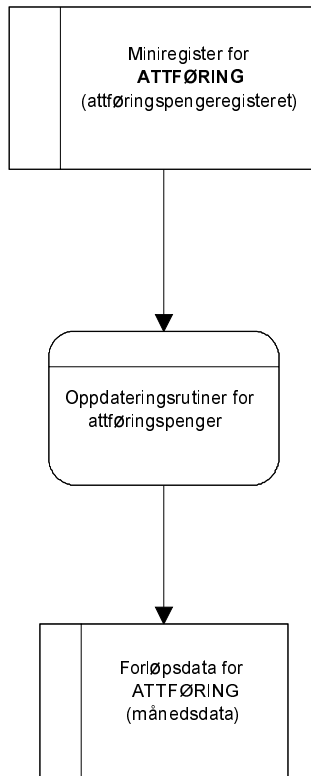 Miniregister for
ATTFØRING
(attføringspengeregisteret)
Oppdateringsrutiner for
attføringspenger
Forløpsdata for
ATTFØRING
(månedsdata)